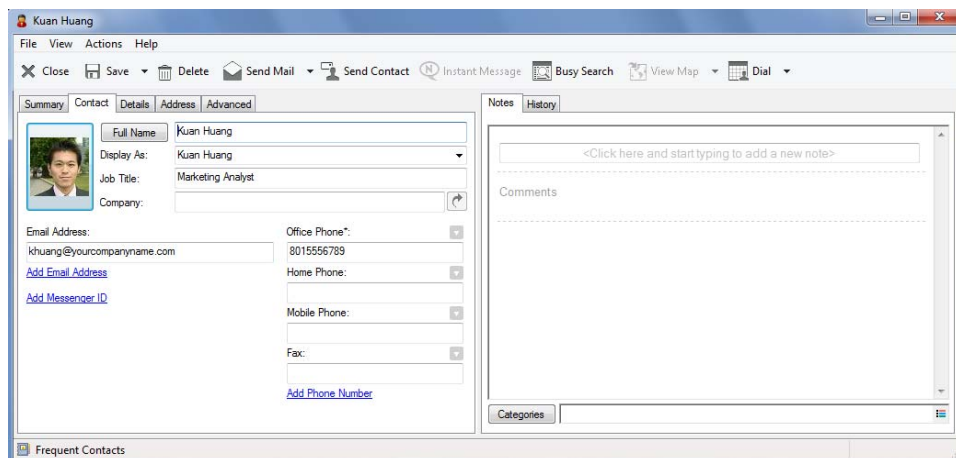 Kuan Huang
File View Actions Help
Close Save Delete Send Mail Send Contact Instant Message Busy Search View Map Dial
Summary Contact Details Address Advanced
Full Name Kuan Huang
Display As: Kuan Huang
Job Title: Marketing Analyst
Company:
Email Address:
khuang@yourcompanyname.com
Add Email Address
Add Messenger ID
Office Phone*:
8015556789
Home Phone:
Mobile Phone:
Fax:
Add Phone Number
Notes History
<Click here and start typing to add a new note>
Comments
Categories
Frequent Contacts